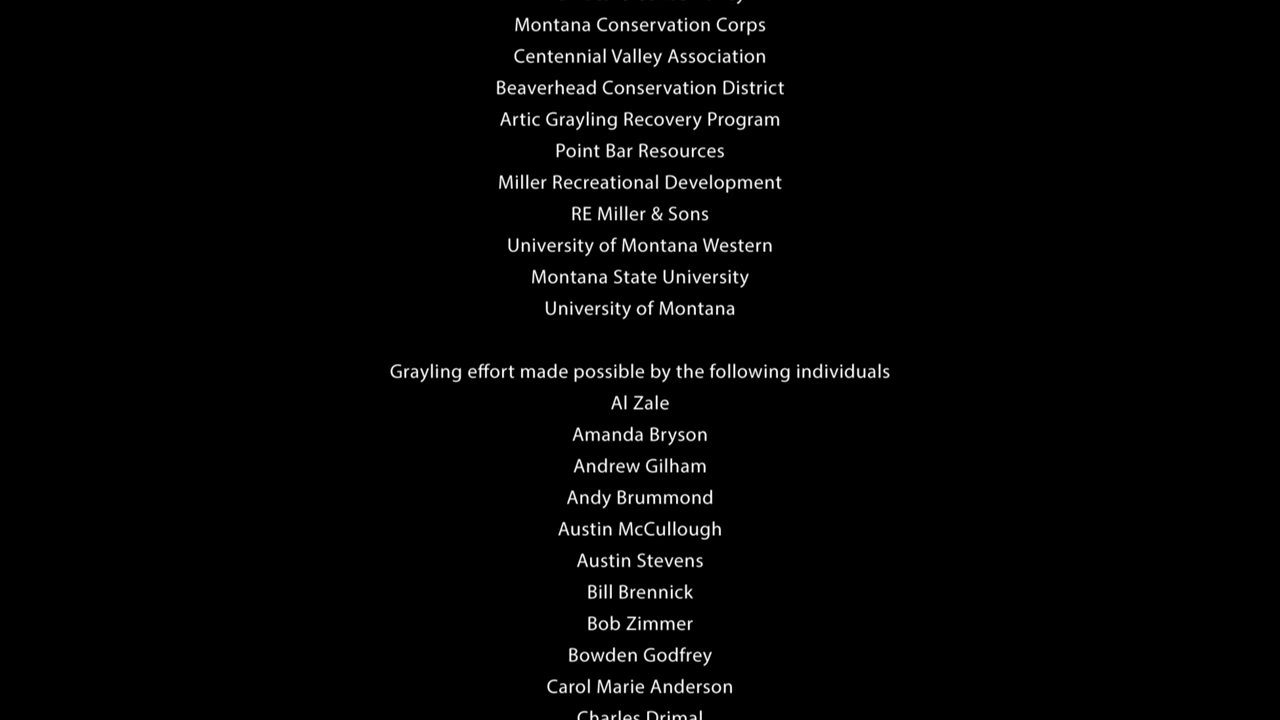 Montana Conservation Corps
Centennial Valley Association
Beaverhead Conservation District
Artic Grayling Recovery Program
Point Bar Resources
Miller Recreational Development
RE Miller & Sons
University of Montana Western
Montana State University
University of Montana
Grayling effort made possible by the following individuals
Al Zale
Amanda Bryson
Andrew Gilham
Andy Brummond
Austin McCullough
Austin Stevens
Bill Brennick
Bob Zimmer
Bowden Godfrey
Carol Marie Anderson
Charles Drimal